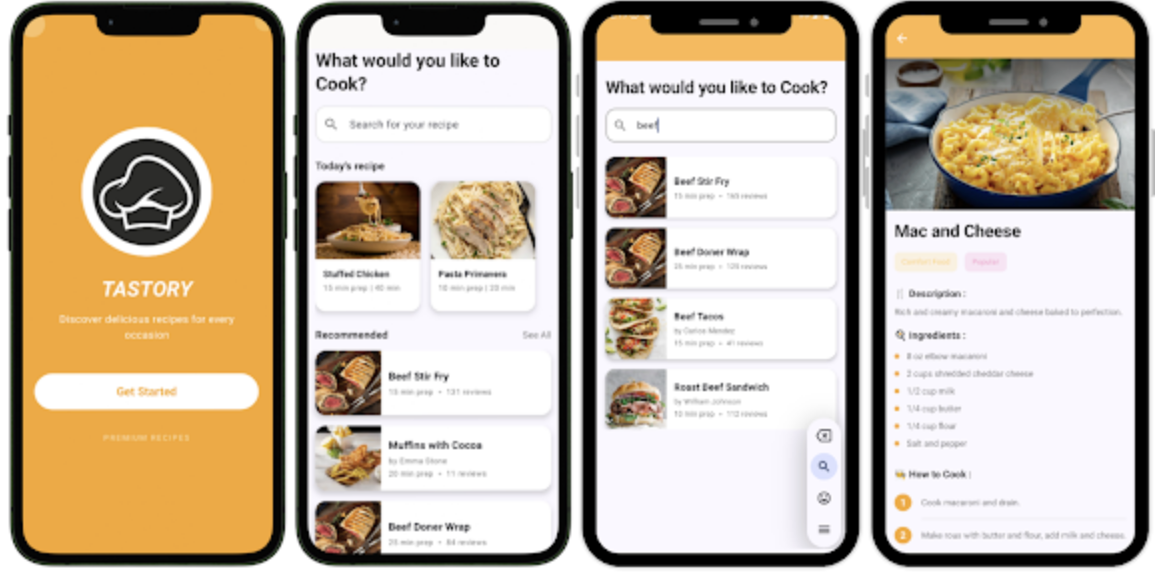 TASTORY
Discover delicious recipes for every
occasion
Get Started
PREMIUM RECIPES
What would you like to
Cook?
Search for your recipe
Today's recipe
Stuffed Chicken
15 min prep | 40 min
Pasta Primavera
10 min prep | 20 min
Recommended
See All
Beef Stir Fry
15 min prep • 131 reviews
Muffins with Cocoa
by Emma Stone
20 min prep • 11 reviews
Beef Doner Wrap
25 min prep • 84 reviews
What would you like to Cook?
beef
Beef Stir Fry
15 min prep • 165 reviews
Beef Doner Wrap
25 min prep • 125 reviews
Beef Tacos
by Carlos Mendez
15 min prep • 41 reviews
Roast Beef Sandwich
by William Johnson
10 min prep • 112 reviews
Mac and Cheese
Comfort Food
Popular
Description :
Rich and creamy macaroni and cheese baked to perfection.
Ingredients :
8 oz elbow macaroni
2 cups shredded cheddar cheese
1/2 cup milk
1/4 cup butter
1/4 cup flour
Salt and pepper
How to Cook :
1 Cook macaroni and drain.
2 Make roux with butter and flour, add milk and cheese.